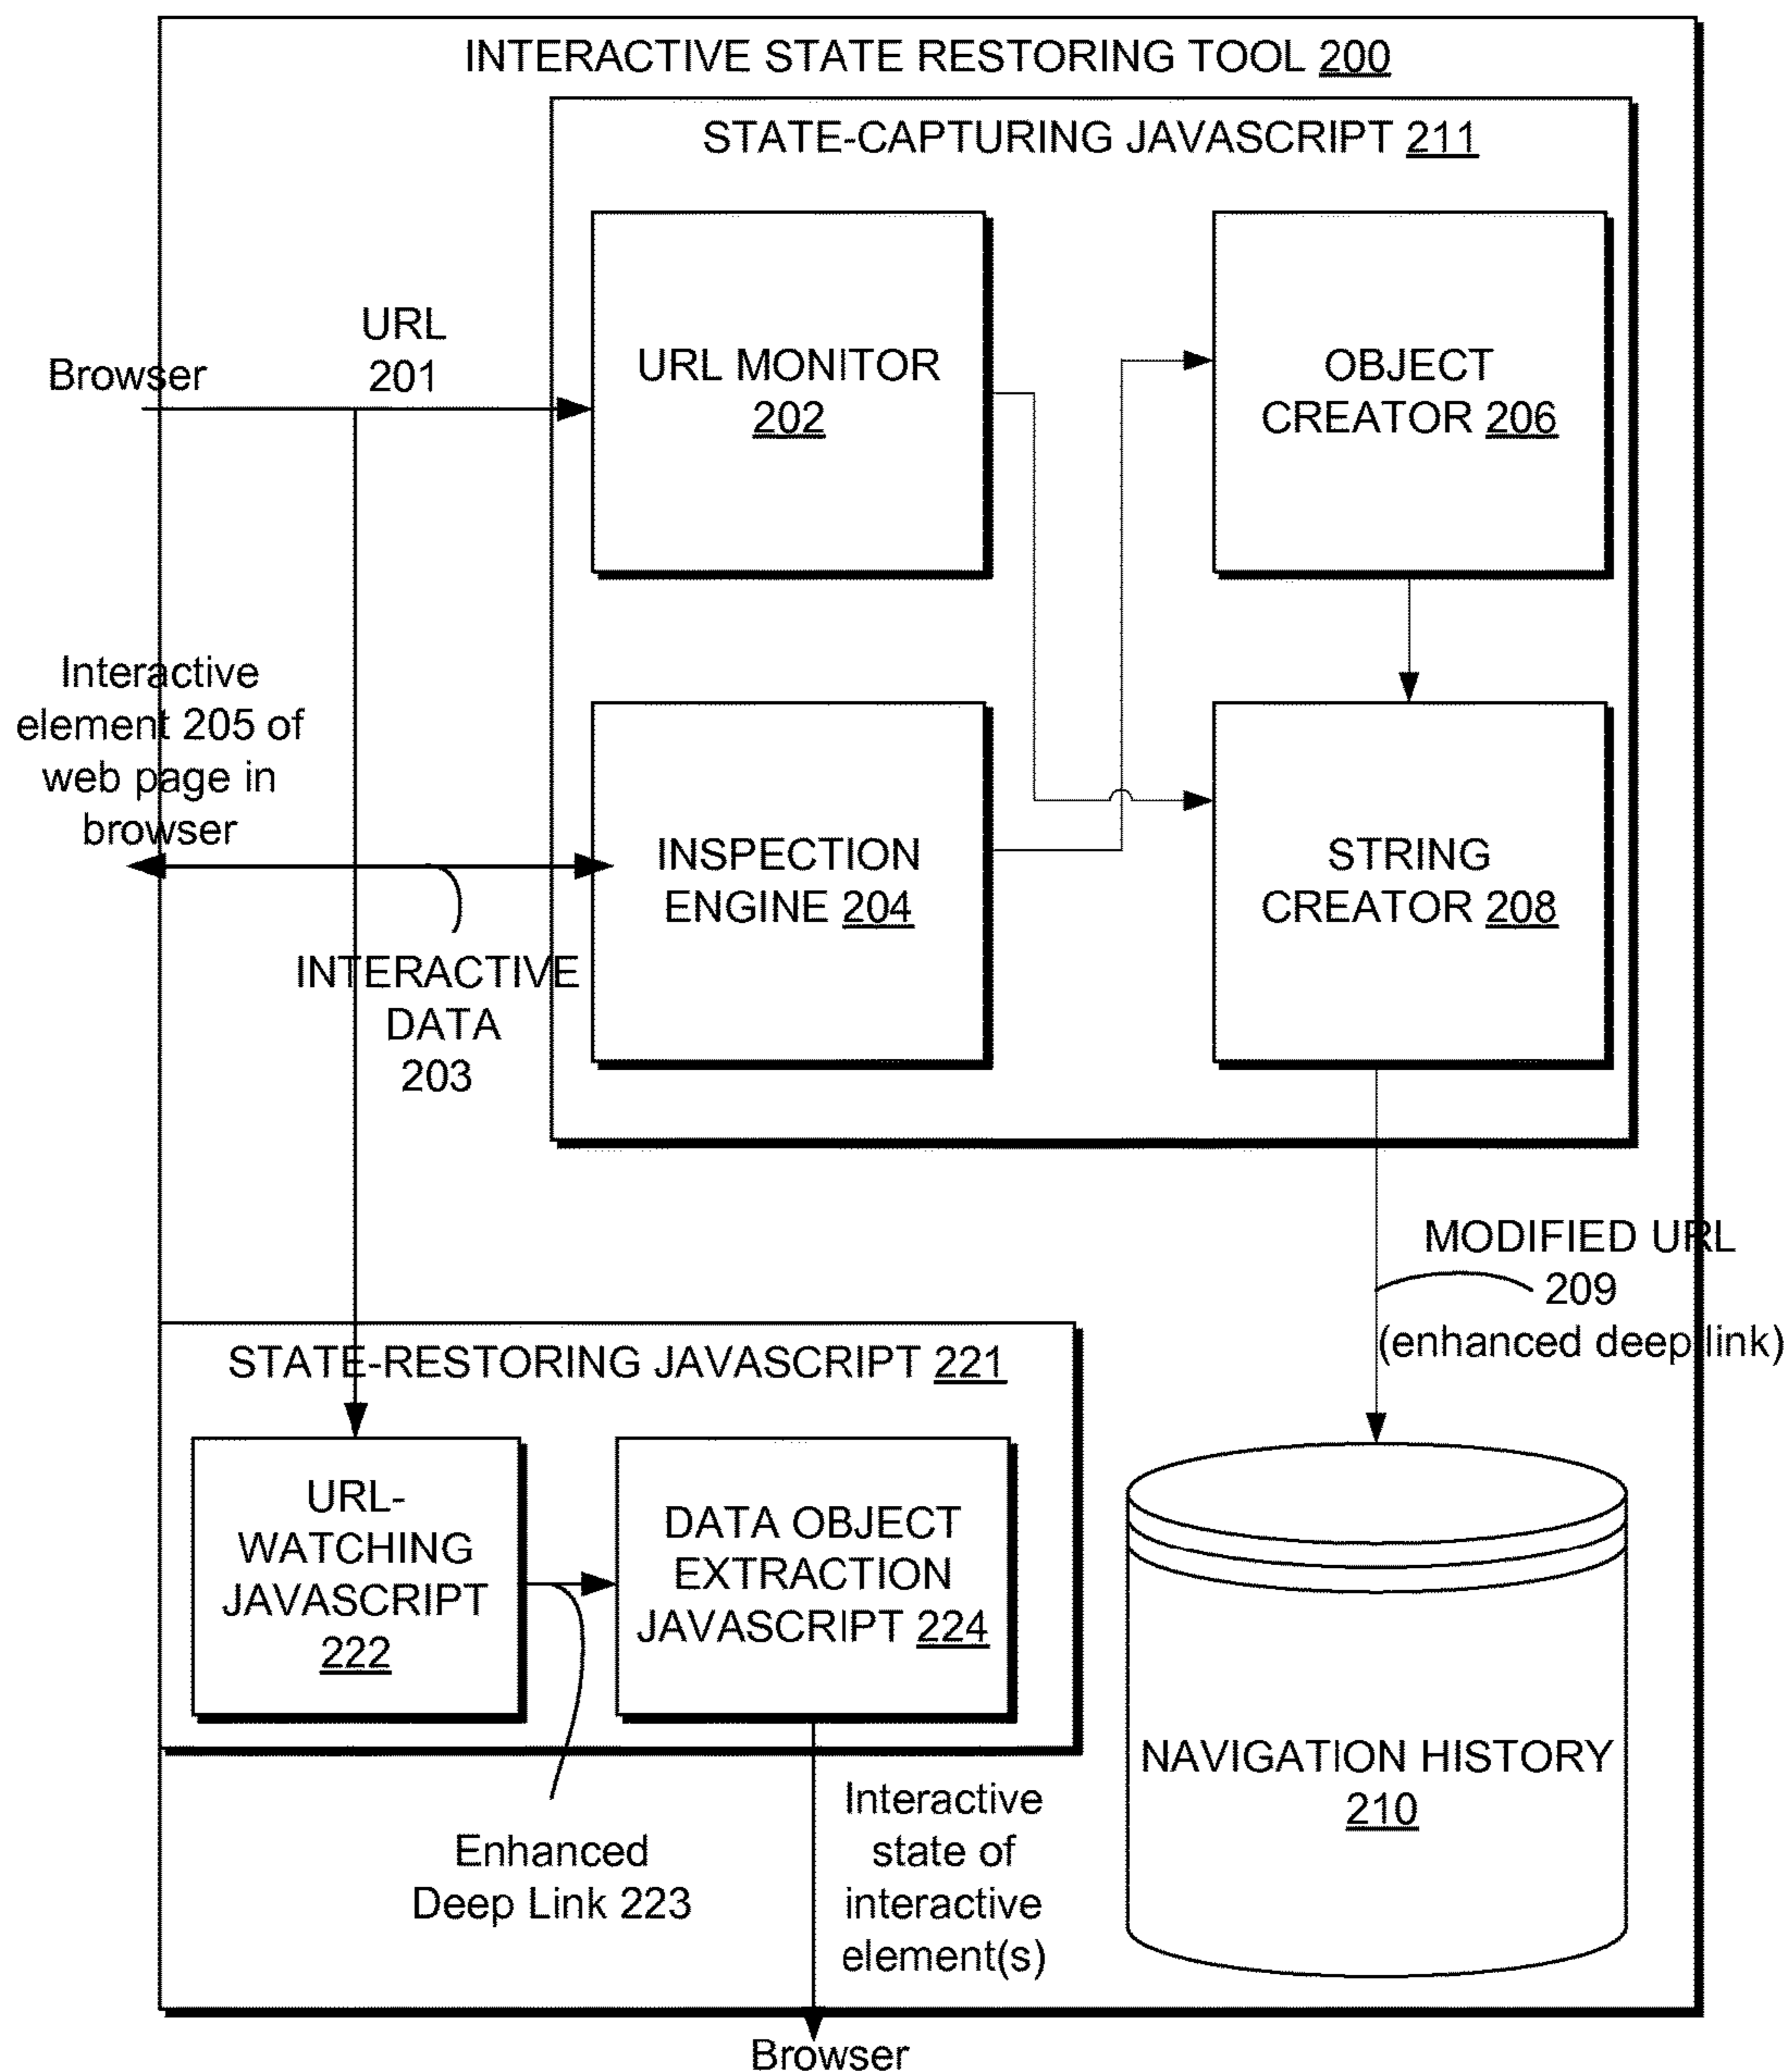 INTERACTIVE STATE RESTORING TOOL 200
STATE-CAPTURING JAVASCRIPT 211
URL
201
Browser
URL MONITOR
202
OBJECT
CREATOR 206
Interactive
element 205 of
web page in
browser
INSPECTION
ENGINE 204
STRING
CREATOR 208
INTERACTIVE
DATA
203
MODIFIED URL
209
(enhanced deep link)
STATE-RESTORING JAVASCRIPT 221
URL-
WATCHING
JAVASCRIPT
222
DATA OBJECT
EXTRACTION
JAVASCRIPT 224
NAVIGATION HISTORY
210
Enhanced
Deep Link 223
Interactive
state of
interactive
element(s)
Browser